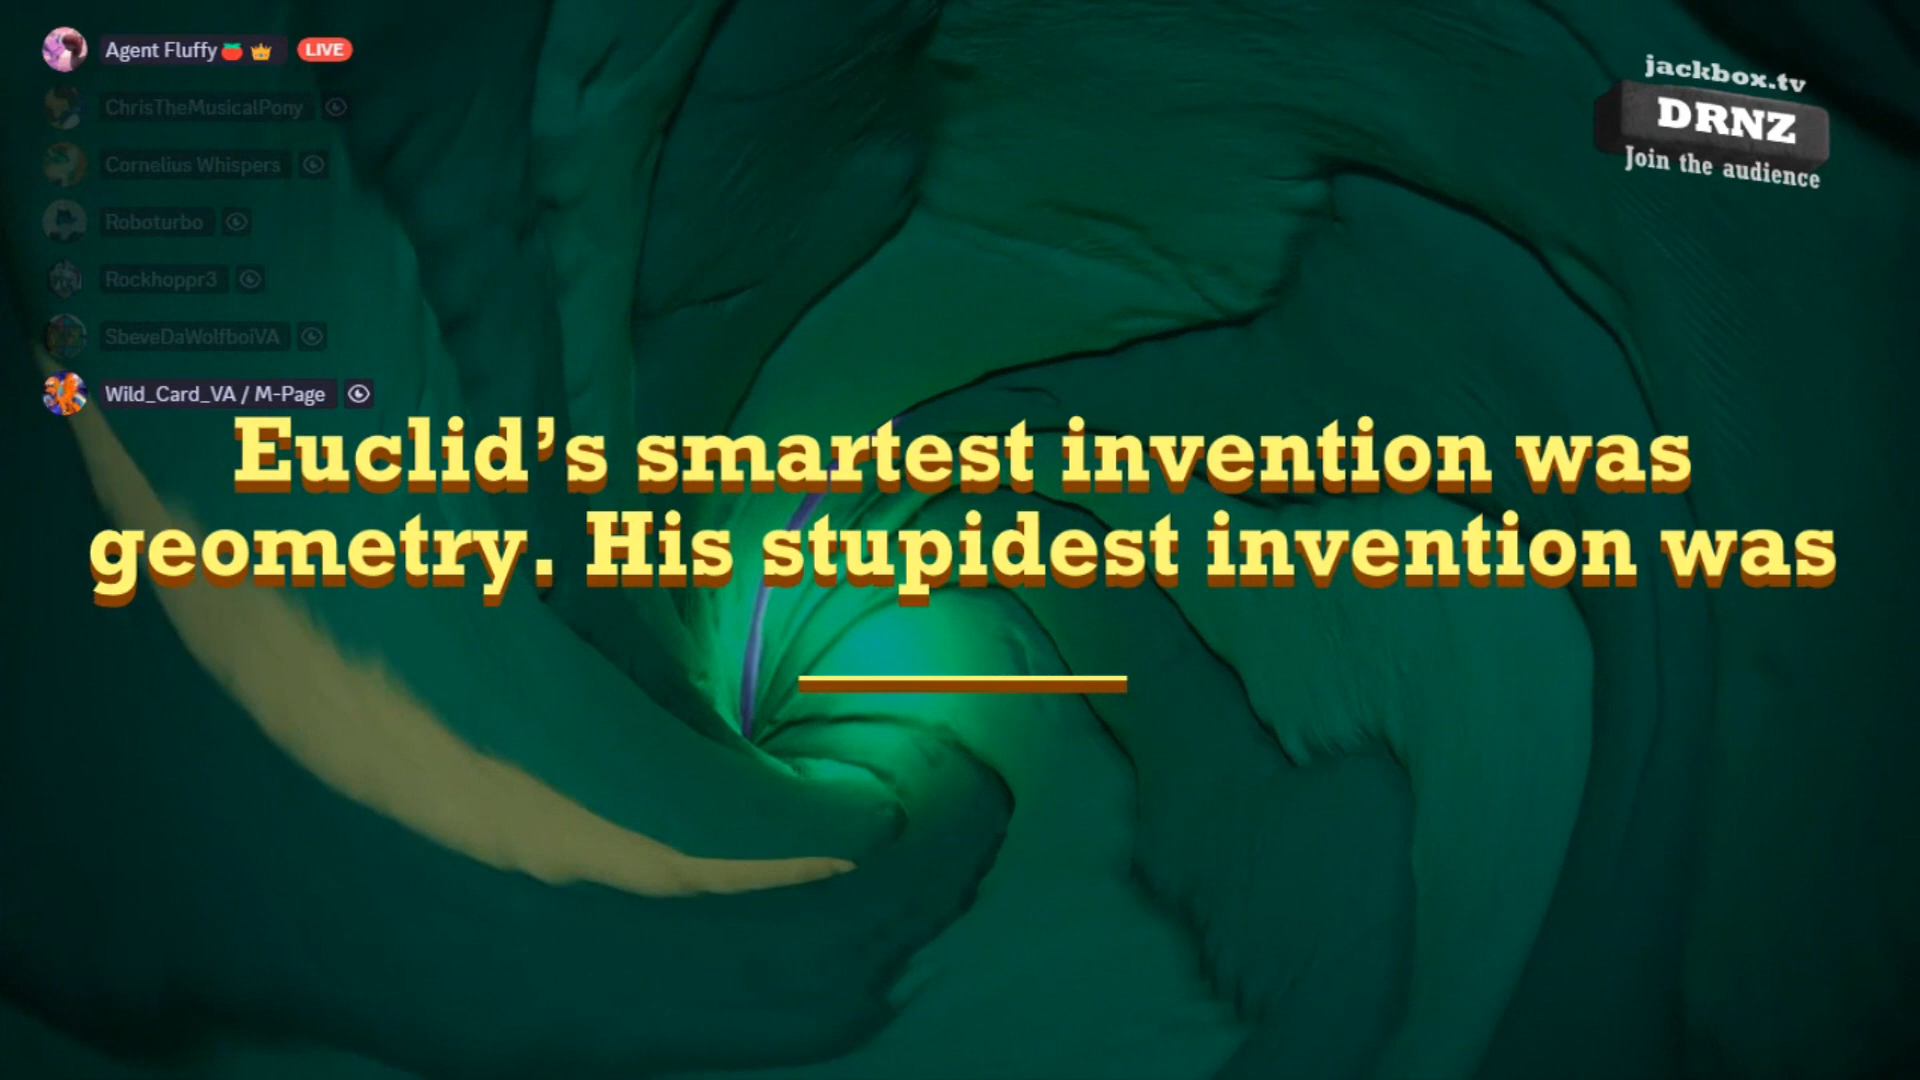 Agent Fluffy🍅👑 LIVE
ChrisTheMusicalPony
Cornelius Whispers
Roboturbo
Rockhoppr3
SbeveDaWolfboiVA
Wild_Card_VA / M-Page
jackbox.tv
DRNZ
Join the audience
Euclid’s smartest invention was
geometry. His stupidest invention was